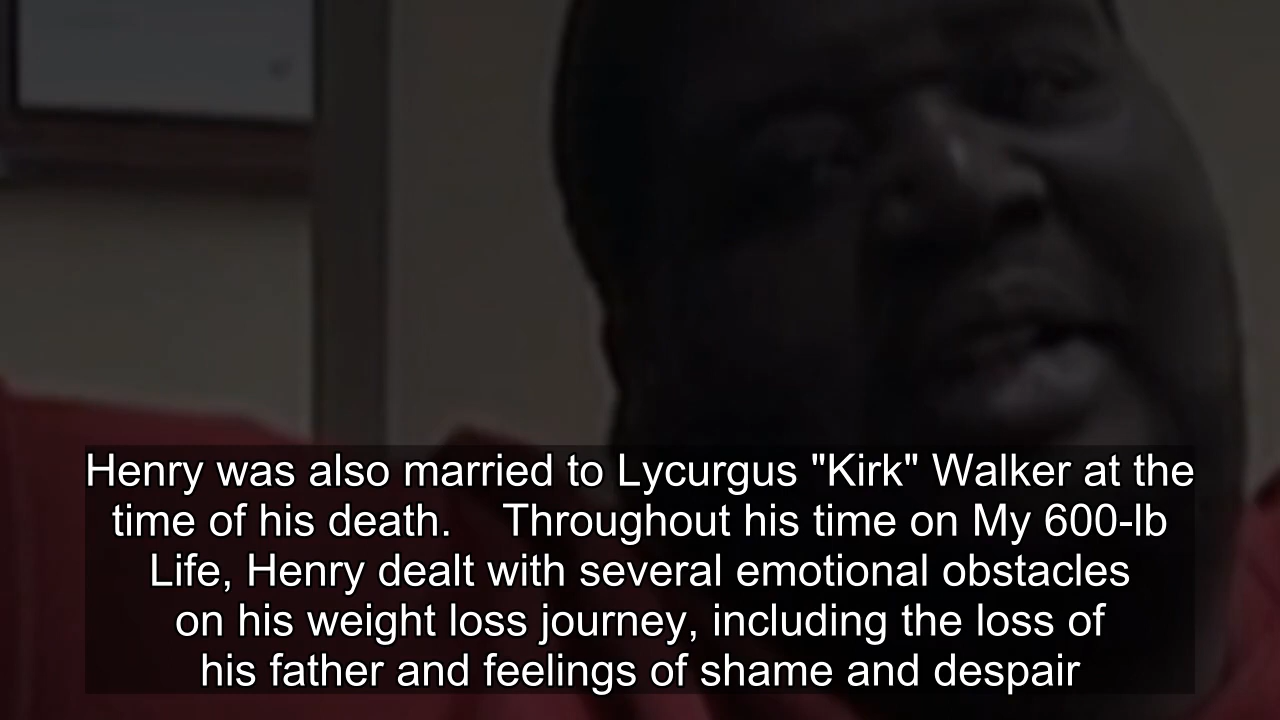 Henry was also married to Lycurgus "Kirk" Walker at the
time of his death.    Throughout his time on My 600-lb
Life, Henry dealt with several emotional obstacles
on his weight loss journey, including the loss of
his father and feelings of shame and despair